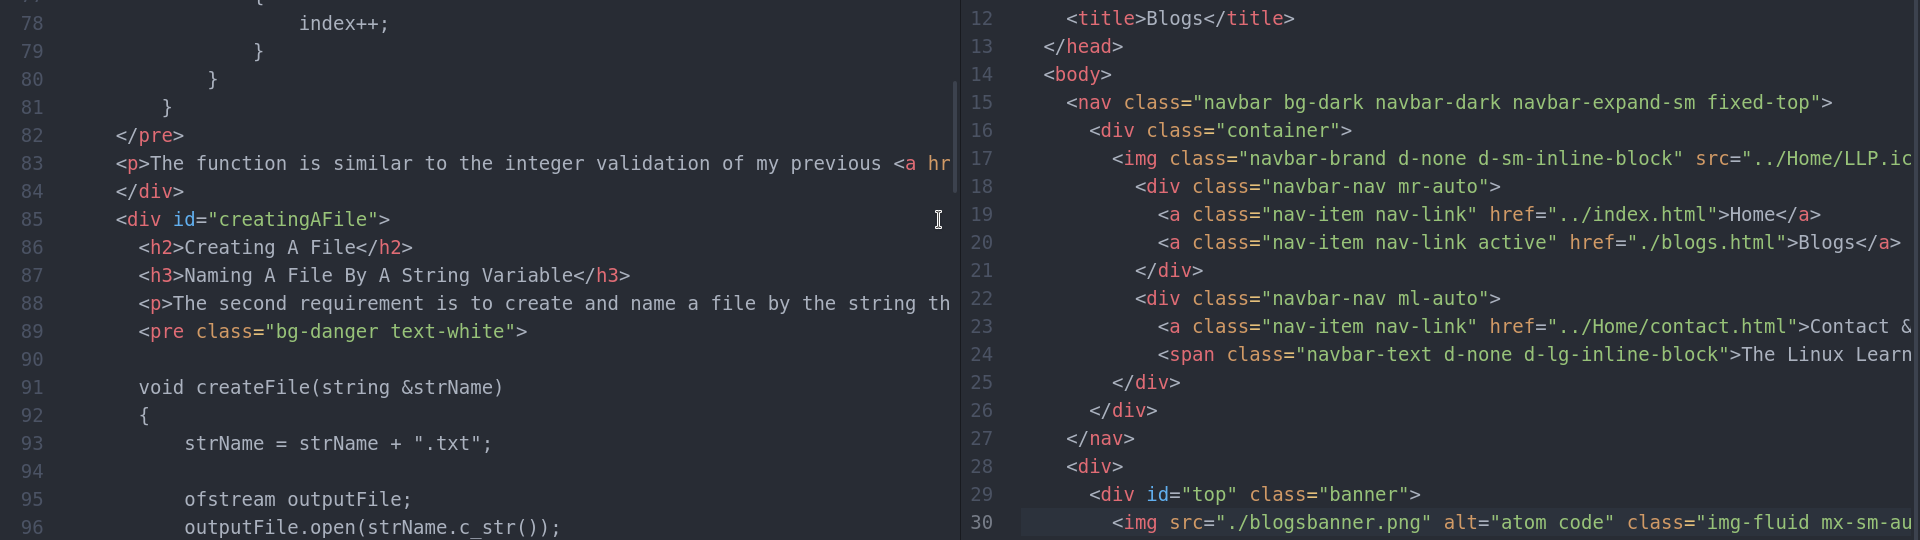 78 index++;
79 }
80 }
81 }
82 </pre>
83 <p>The function is similar to the integer validation of my previous <a hr
84 </div>
85 <div id="creatingAFile">
86 <h2>Creating A File</h2>
87 <h3>Naming A File By A String Variable</h3>
88 <p>The second requirement is to create and name a file by the string th
89 <pre class="bg-danger text-white">
90
91 void createFile(string &strName)
92 {
93 strName = strName + ".txt";
94
95 ofstream outputFile;
96 outputFile.open(strName.c_str());
12 <title>Blogs</title>
13 </head>
14 <body>
15 <nav class="navbar bg-dark navbar-dark navbar-expand-sm fixed-top">
16 <div class="container">
17 <img class="navbar-brand d-none d-sm-inline-block" src="../Home/LLP.ic
18 <div class="navbar-nav mr-auto">
19 <a class="nav-item nav-link" href="../index.html">Home</a>
20 <a class="nav-item nav-link active" href="./blogs.html">Blogs</a>
21 </div>
22 <div class="navbar-nav ml-auto">
23 <a class="nav-item nav-link" href="../Home/contact.html">Contact &
24 <span class="navbar-text d-none d-lg-inline-block">The Linux Learn
25 </div>
26 </div>
27 </nav>
28 <div>
29 <div id="top" class="banner">
30 <img src="./blogsbanner.png" alt="atom code" class="img-fluid mx-sm-au